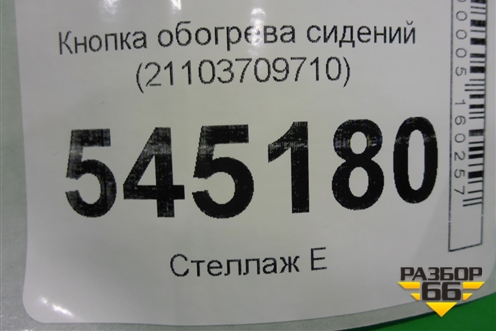 Кнопка обогрева сидений
(21103709710)
545180
Стеллаж Е
РАЗБОР
66